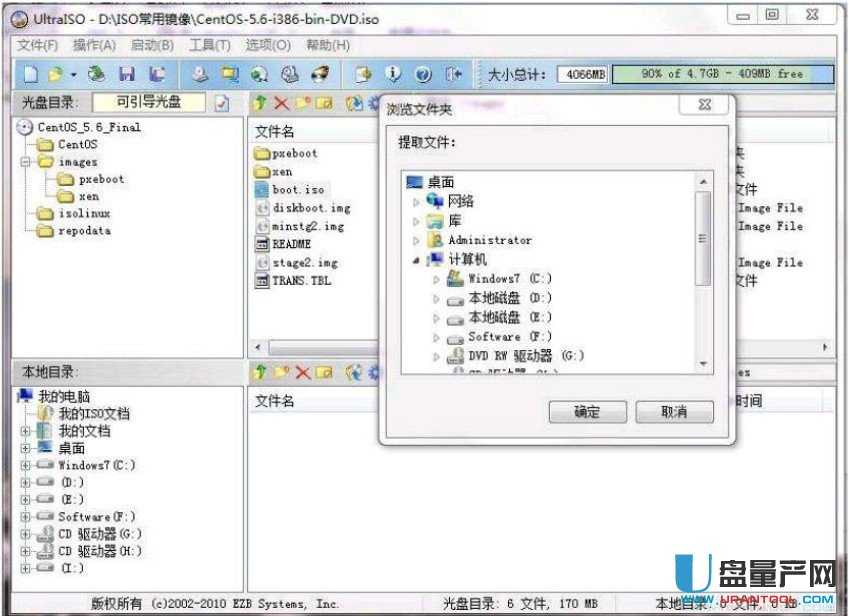 UltraISO - D:\ISO常用镜像\CentOS-5.6-i386-bin-DVD.iso
文件(F) 操作(A) 启动(B) 工具(T) 选项(O) 帮助(H)
大小总计: 4066MB 90% of 4.7GB - 409MB free
光盘目录: 可引导光盘
CentOS_5.6_Final
CentOS
images
pxeboot
xen
isolinux
repodata
文件名
pxeboot
xen
boot.iso
diskboot.img
minstg2.img
README
stage2.img
TRANS.TBL
夹
夹
文件
Image File
Image File
Image File
文件
浏览文件夹
提取文件:
桌面
网络
库
Administrator
计算机
Windows7 (C:)
本地磁盘 (D:)
本地磁盘 (E:)
Software (F:)
DVD RW 驱动器 (G:)
确定 取消
本地目录:
es
我的电脑
我的ISO文档
我的文档
桌面
Windows7(C:)
(D:)
(E:)
Software(F:)
CD 驱动器(G:)
CD 驱动器(H:)
(I:)
文件名
时间
版权所有 (c)2002-2010 EZB Systems, Inc.
光盘目录: 6 文件, 170 MB
本地目录: 0 文件, 0 KB
U盘量产网
WWW.UPANTOOL.COM